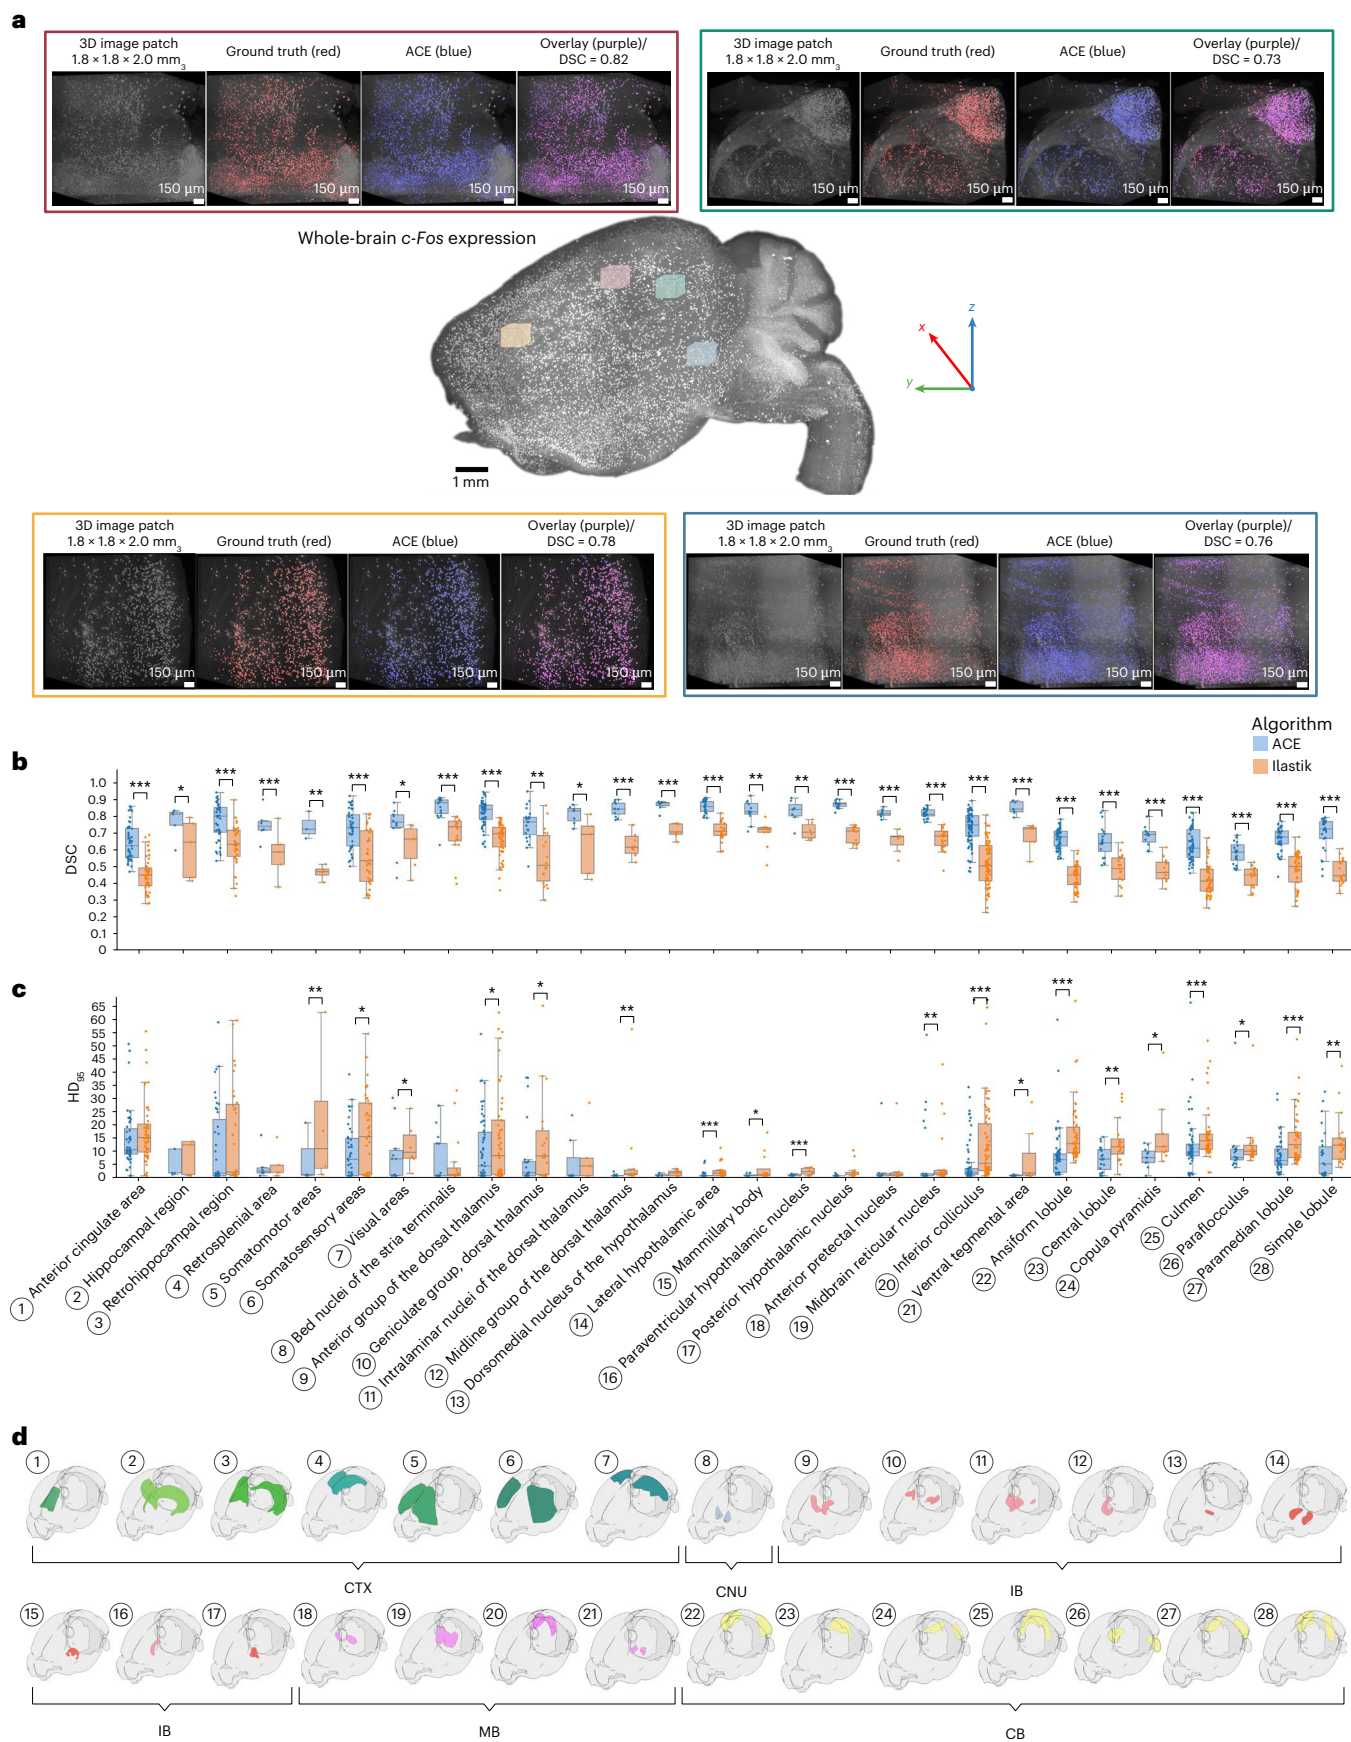 a
3D image patch
1.8 × 1.8 × 2.0 mm3
Ground truth (red)
ACE (blue)
Overlay (purple)/
DSC = 0.82
150 µm
150 µm
150 µm
150 µm
3D image patch
1.8 × 1.8 × 2.0 mm3
Ground truth (red)
ACE (blue)
Overlay (purple)/
DSC = 0.73
150 µm
150 µm
150 µm
150 µm
Whole-brain c-Fos expression
x
z
y
1 mm
3D image patch
1.8 × 1.8 × 2.0 mm3
Ground truth (red)
ACE (blue)
Overlay (purple)/
DSC = 0.78
150 µm
150 µm
150 µm
150 µm
3D image patch
1.8 × 1.8 × 2.0 mm3
Ground truth (red)
ACE (blue)
Overlay (purple)/
DSC = 0.76
150 µm
150 µm
150 µm
150 µm
Algorithm
ACE
Ilastik
b
DSC
1.0
0.9
0.8
0.7
0.6
0.5
0.4
0.3
0.2
0.1
0
*** * *** *** ** *** * *** *** ** * *** *** *** ** ** *** *** *** *** *** *** *** *** *** *** *** ***
c
HD95
65
60
55
50
45
40
35
30
25
20
15
10
5
0
** * * * * ** *** * *** ** *** * *** ** * *** * *** **
1 Anterior cingulate area
2 Hippocampal region
3 Retrohippocampal region
4 Retrosplenial area
5 Somatomotor areas
6 Somatosensory areas
7 Visual areas
8 Bed nuclei of the stria terminalis
9 Anterior group of the dorsal thalamus
10 Geniculate group, dorsal thalamus
11 Intralaminar nuclei of the dorsal thalamus
12 Midline group of the dorsal thalamus
13 Dorsomedial nucleus of the hypothalamus
14 Lateral hypothalamic area
15 Mammillary body
16 Paraventricular hypothalamic nucleus
17 Posterior hypothalamic nucleus
18 Anterior pretectal nucleus
19 Midbrain reticular nucleus
20 Inferior colliculus
21 Ventral tegmental area
22 Ansiform lobule
23 Central lobule
24 Copula pyramidis
25 Culmen
26 Paraflocculus
27 Paramedian lobule
28 Simple lobule
d
1 2 3 4 5 6 7 8 9 10 11 12 13 14
CTX
CNU
IB
15 16 17 18 19 20 21 22 23 24 25 26 27 28
IB
MB
CB